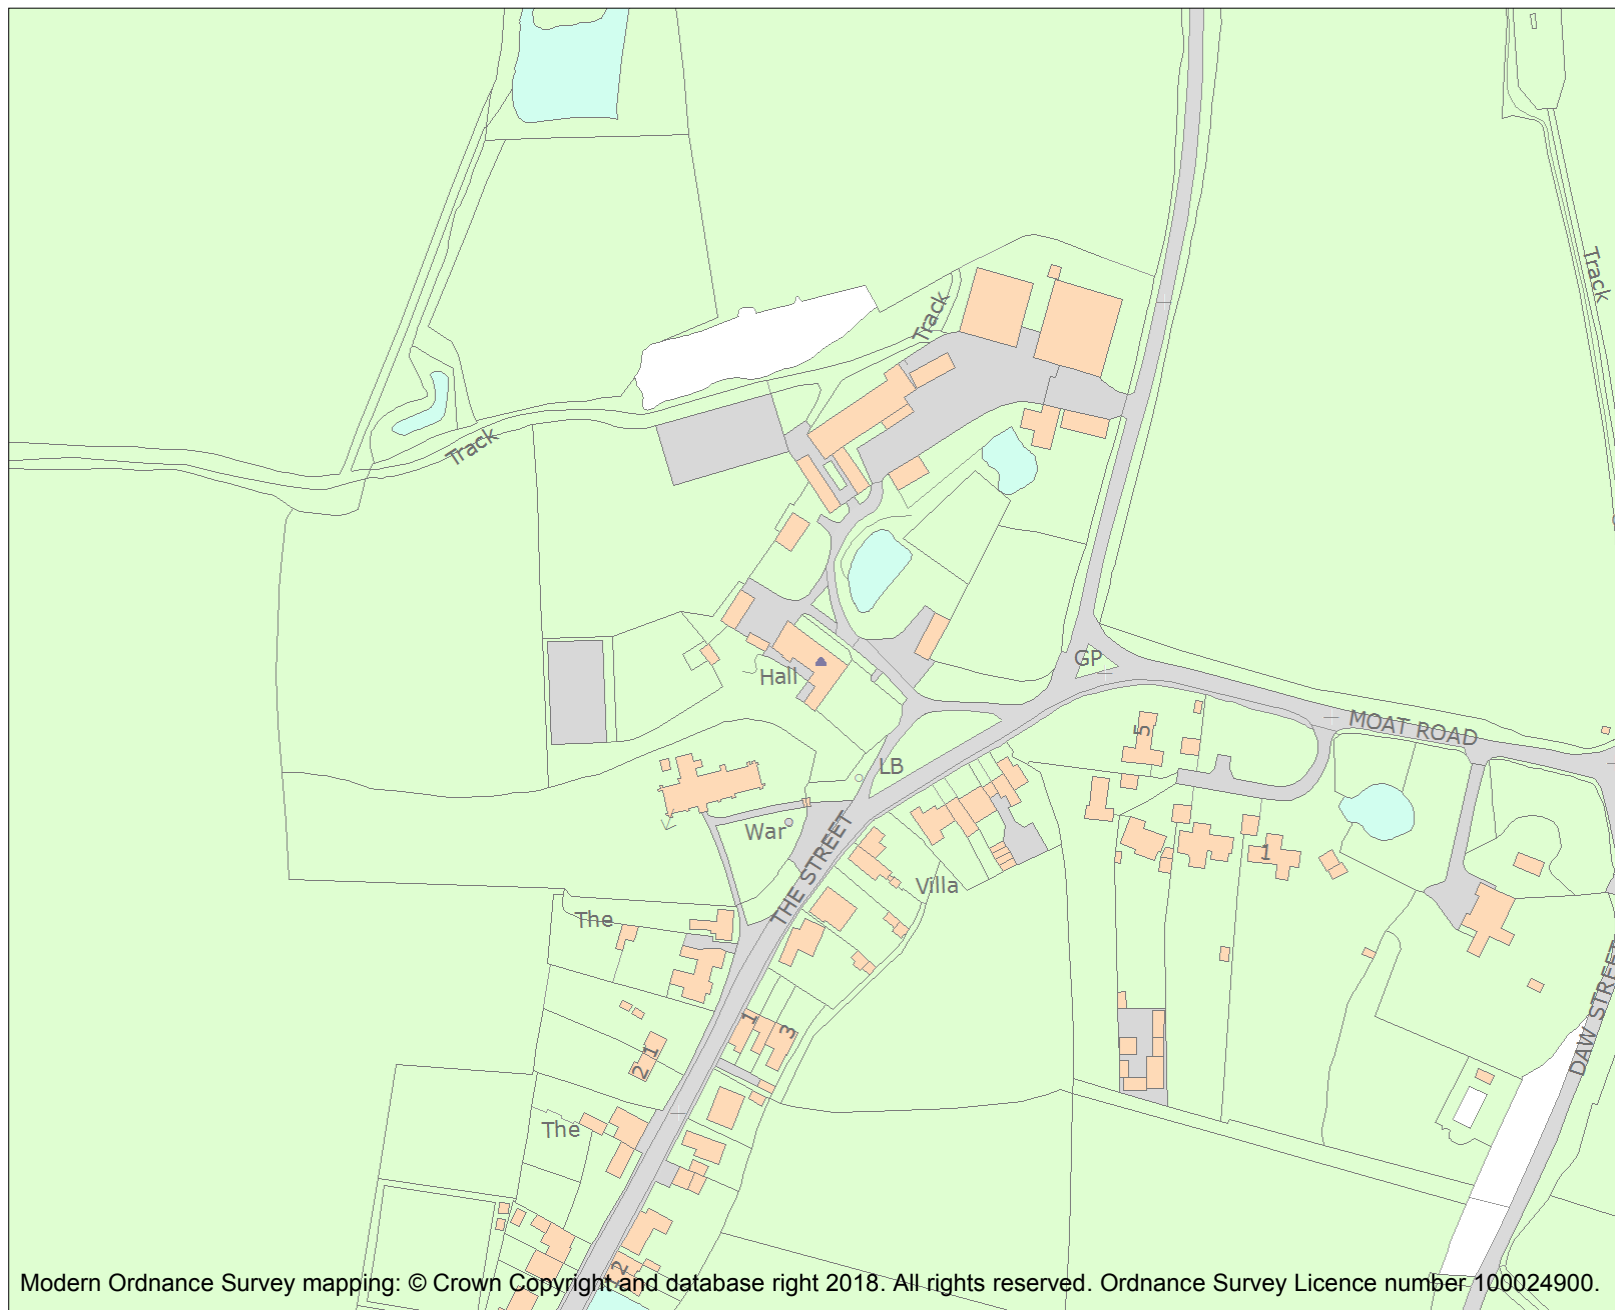 Track
Track
Track
GP
Hall
MOAT ROAD
5
LB
War
THE STREET
1
Villa
The
DAW STREET
1
3
1
2
The
2
Modern Ordnance Survey mapping: © Crown Copyright and database right 2018. All rights reserved. Ordnance Survey Licence number 100024900.